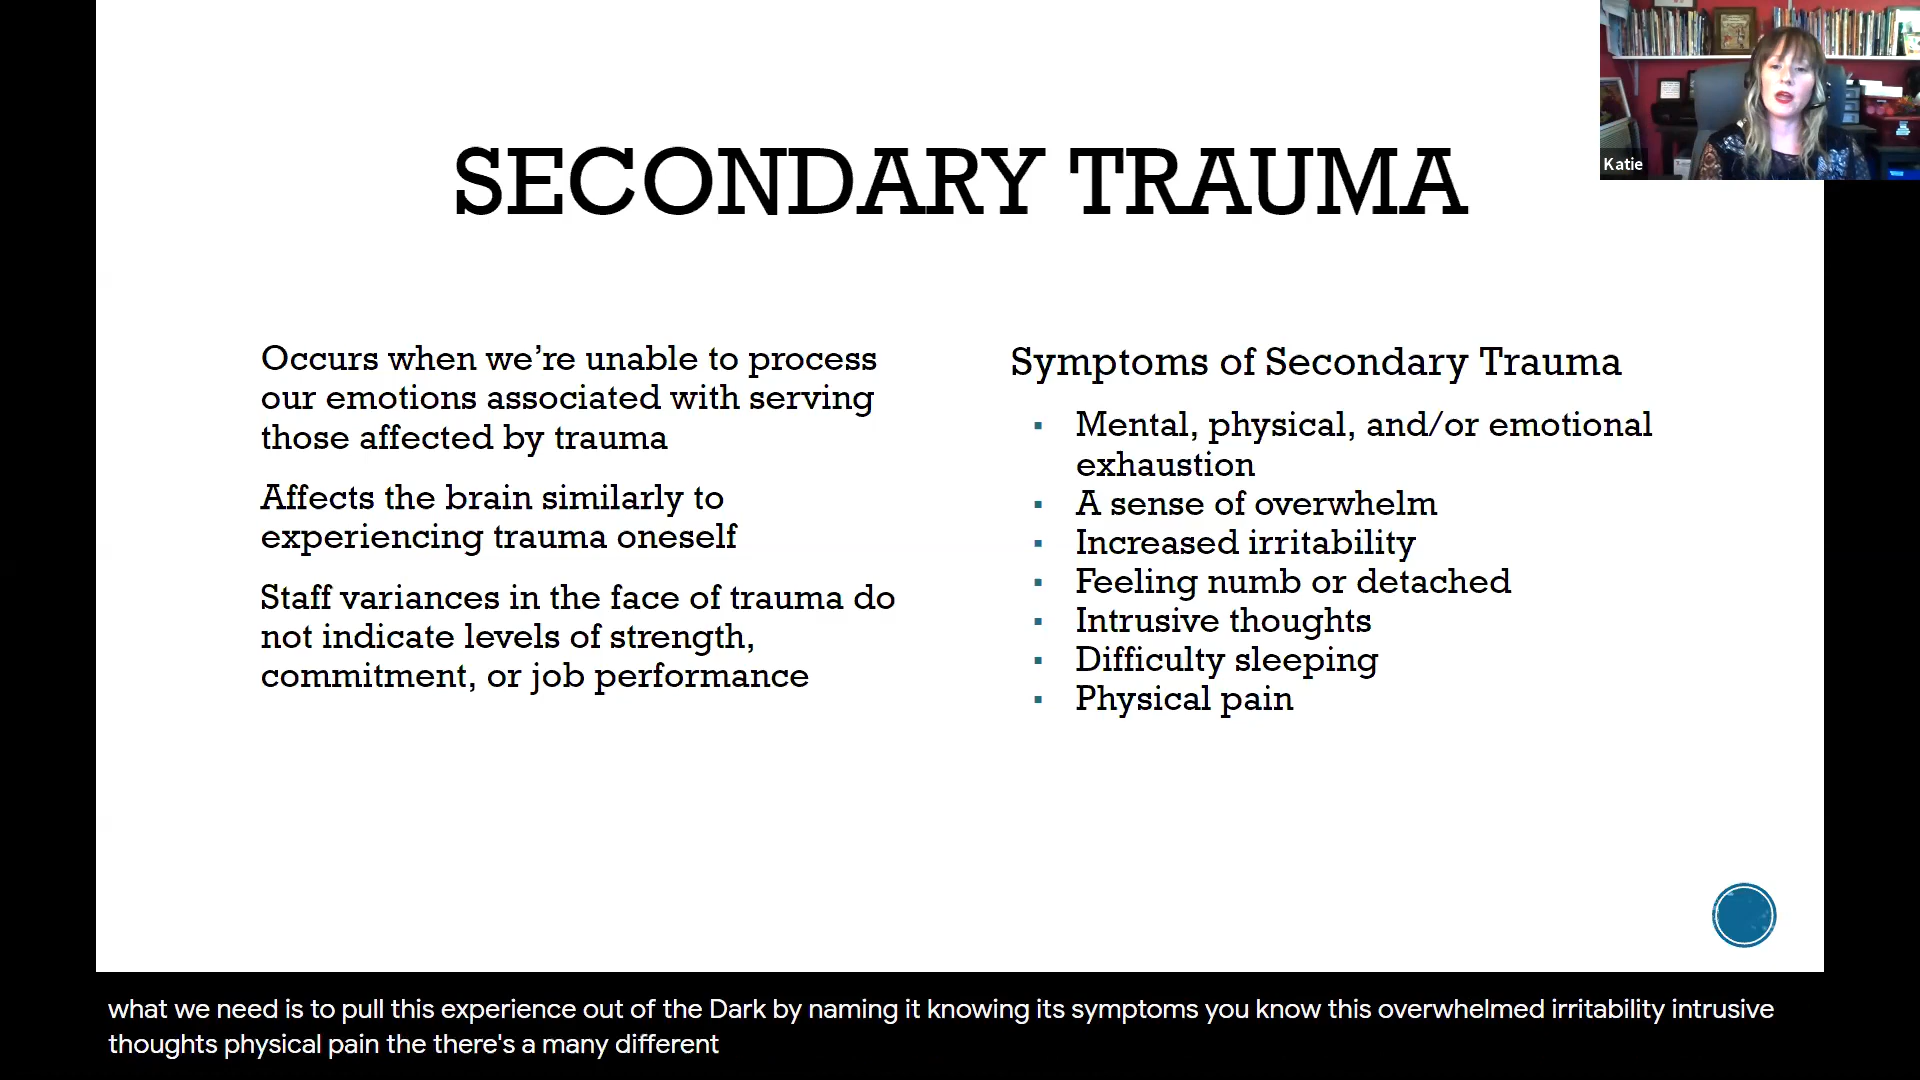 SECONDARY TRAUMA
Katie
Occurs when we’re unable to process
our emotions associated with serving
those affected by trauma
Affects the brain similarly to
experiencing trauma oneself
Staff variances in the face of trauma do
not indicate levels of strength,
commitment, or job performance
Symptoms of Secondary Trauma
▪ Mental, physical, and/or emotional
exhaustion
▪ A sense of overwhelm
▪ Increased irritability
▪ Feeling numb or detached
▪ Intrusive thoughts
▪ Difficulty sleeping
▪ Physical pain
what we need is to pull this experience out of the Dark by naming it knowing its symptoms you know this overwhelmed irritability intrusive
thoughts physical pain the there's a many different